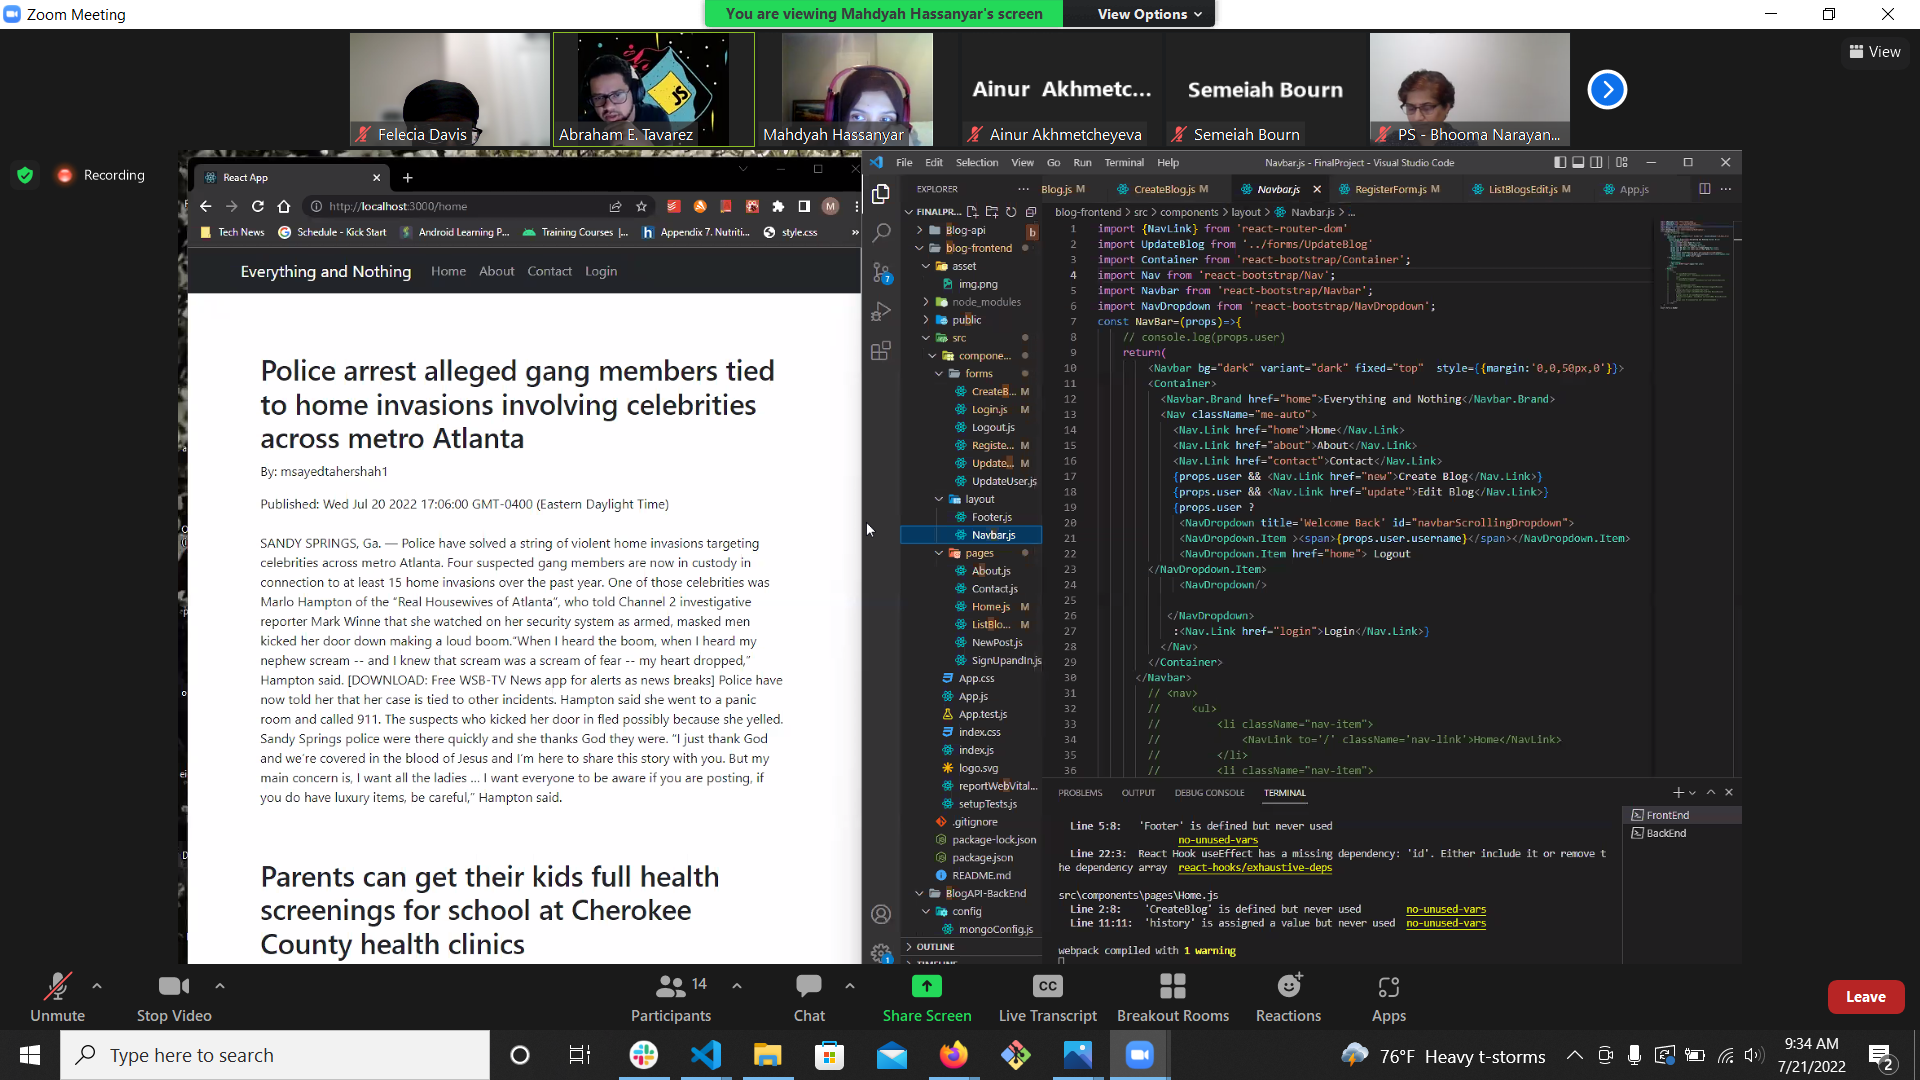 Zoom Meeting
You are viewing Mahdyah Hassanyar's screen
View Options
View
Felecia Davis
Abraham E. Tavarez
Mahdyah Hassanyar
Ainur Akhmetc...
Ainur Akhmetcheyeva
Semeiah Bourn
Semeiah Bourn
PS - Bhooma Narayan...
Recording
React App
http://localhost:3000/home
Tech News
Schedule - Kick Start
Android Learning P...
Training Courses |...
Appendix 7. Nutriti...
style.css
Everything and Nothing Home About Contact Login
Police arrest alleged gang members tied
to home invasions involving celebrities
across metro Atlanta
By: msayedtahershah1
Published: Wed Jul 20 2022 17:06:00 GMT-0400 (Eastern Daylight Time)
SANDY SPRINGS, Ga. — Police have solved a string of violent home invasions targeting
celebrities across metro Atlanta. Four suspected gang members are now in custody in
connection to at least 15 home invasions over the past year. One of those celebrities was
Marlo Hampton of the “Real Housewives of Atlanta”, who told Channel 2 investigative
reporter Mark Winne that she watched on her security system as armed, masked men
kicked her door down making a loud boom.“When I heard the boom, when I heard my
nephew scream -- and I knew that scream was a scream of fear -- my heart dropped,”
Hampton said. [DOWNLOAD: Free WSB-TV News app for alerts as news breaks] Police have
now told her that her case is tied to other incidents. Hampton said she went to a panic
room and called 911. The suspects who kicked her door in fled possibly because she yelled.
Sandy Springs police were there quickly and she thanks God they were. “I just thank God
and we’re covered in the blood of Jesus and I’m here to share this story with you. But my
main concern is, I want all the ladies ... I want everyone to be aware if you are posting, if
you do have luxury items, be careful,” Hampton said.
Parents can get their kids full health
screenings for school at Cherokee
County health clinics
File Edit Selection View Go Run Terminal Help
Navbar.js - FinalProject - Visual Studio Code
EXPLORER
FINALPR...
Blog-api
blog-frontend
asset
img.png
node_modules
public
src
compone...
forms
CreateB... M
Login.js M
Logout.js
Registe... M
Update... M
UpdateUser.js
layout
Footer.js
Navbar.js
pages
About.js
Contact.js
Home.js M
ListBlo... M
NewPost.js
SignUpandIn.js
App.css
App.js
App.test.js
index.css
index.js
logo.svg
reportWebVital...
setupTests.js
.gitignore
package-lock.json
package.json
README.md
BlogAPI-BackEnd
config
mongoConfig.js
OUTLINE
TIMELINE
Blog.js M
CreateBlog.js M
Navbar.js
RegisterForm.js M
ListBlogsEdit.js M
App.js
blog-frontend > src > components > layout > Navbar.js > ...
1 import {NavLink} from 'react-router-dom'
2 import UpdateBlog from '../forms/UpdateBlog'
3 import Container from 'react-bootstrap/Container';
4 import Nav from 'react-bootstrap/Nav';
5 import Navbar from 'react-bootstrap/Navbar';
6 import NavDropdown from 'react-bootstrap/NavDropdown';
7 const NavBar=(props)=>{
8 // console.log(props.user)
9 return(
10 <Navbar bg="dark" variant="dark" fixed="top" style={{margin:'0,0,50px,0'}}>
11 <Container>
12 <Navbar.Brand href="home">Everything and Nothing</Navbar.Brand>
13 <Nav className="me-auto">
14 <Nav.Link href="home">Home</Nav.Link>
15 <Nav.Link href="about">About</Nav.Link>
16 <Nav.Link href="contact">Contact</Nav.Link>
17 {props.user && <Nav.Link href="new">Create Blog</Nav.Link>}
18 {props.user && <Nav.Link href="update">Edit Blog</Nav.Link>}
19 {props.user ?
20 <NavDropdown title='Welcome Back' id="navbarScrollingDropdown">
21 <NavDropdown.Item ><span>{props.user.username}</span></NavDropdown.Item>
22 <NavDropdown.Item href="home"> Logout
23 </NavDropdown.Item>
24 <NavDropdown/>
25
26 </NavDropdown>
27 :<Nav.Link href="login">Login</Nav.Link>}
28 </Nav>
29 </Container>
30 </Navbar>
31 // <nav>
32 // <ul>
33 // <li className="nav-item">
34 // <NavLink to='/' className='nav-link'>Home</NavLink>
35 // </li>
36 // <li className="nav-item">
PROBLEMS OUTPUT DEBUG CONSOLE TERMINAL
FrontEnd
BackEnd
Line 5:8: 'Footer' is defined but never used
no-unused-vars
Line 22:3: React Hook useEffect has a missing dependency: 'id'. Either include it or remove t
he dependency array react-hooks/exhaustive-deps
src\components\pages\Home.js
Line 2:8: 'CreateBlog' is defined but never used no-unused-vars
Line 11:11: 'history' is assigned a value but never used no-unused-vars
webpack compiled with 1 warning
Unmute
Stop Video
14
Participants
Chat
Share Screen
CC
Live Transcript
Breakout Rooms
Reactions
Apps
Leave
Type here to search
76°F Heavy t-storms
9:34 AM
7/21/2022
2